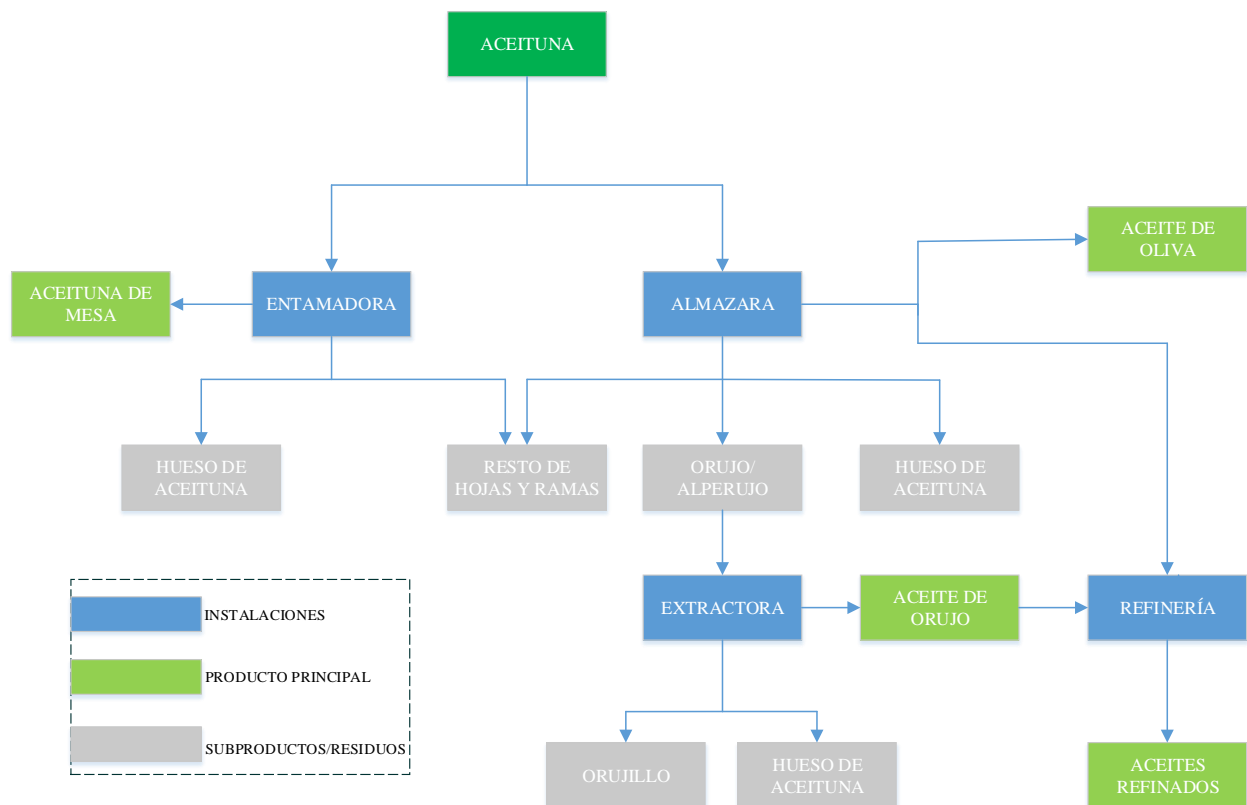 ACEITUNA
ACEITE DE
OLIVA
ACEITUNA DE
MESA
ENTAMADORA
ALMAZARA
HUESO DE
ACEITUNA
RESTO DE
HOJAS Y RAMAS
ORUJO/
ALPERUJO
HUESO DE
ACEITUNA
EXTRACTORA
ACEITE DE
ORUJO
REFINERÍA
INSTALACIONES
PRODUCTO PRINCIPAL
SUBPRODUCTOS/RESIDUOS
ORUJILLO
HUESO DE
ACEITUNA
ACEITES
REFINADOS